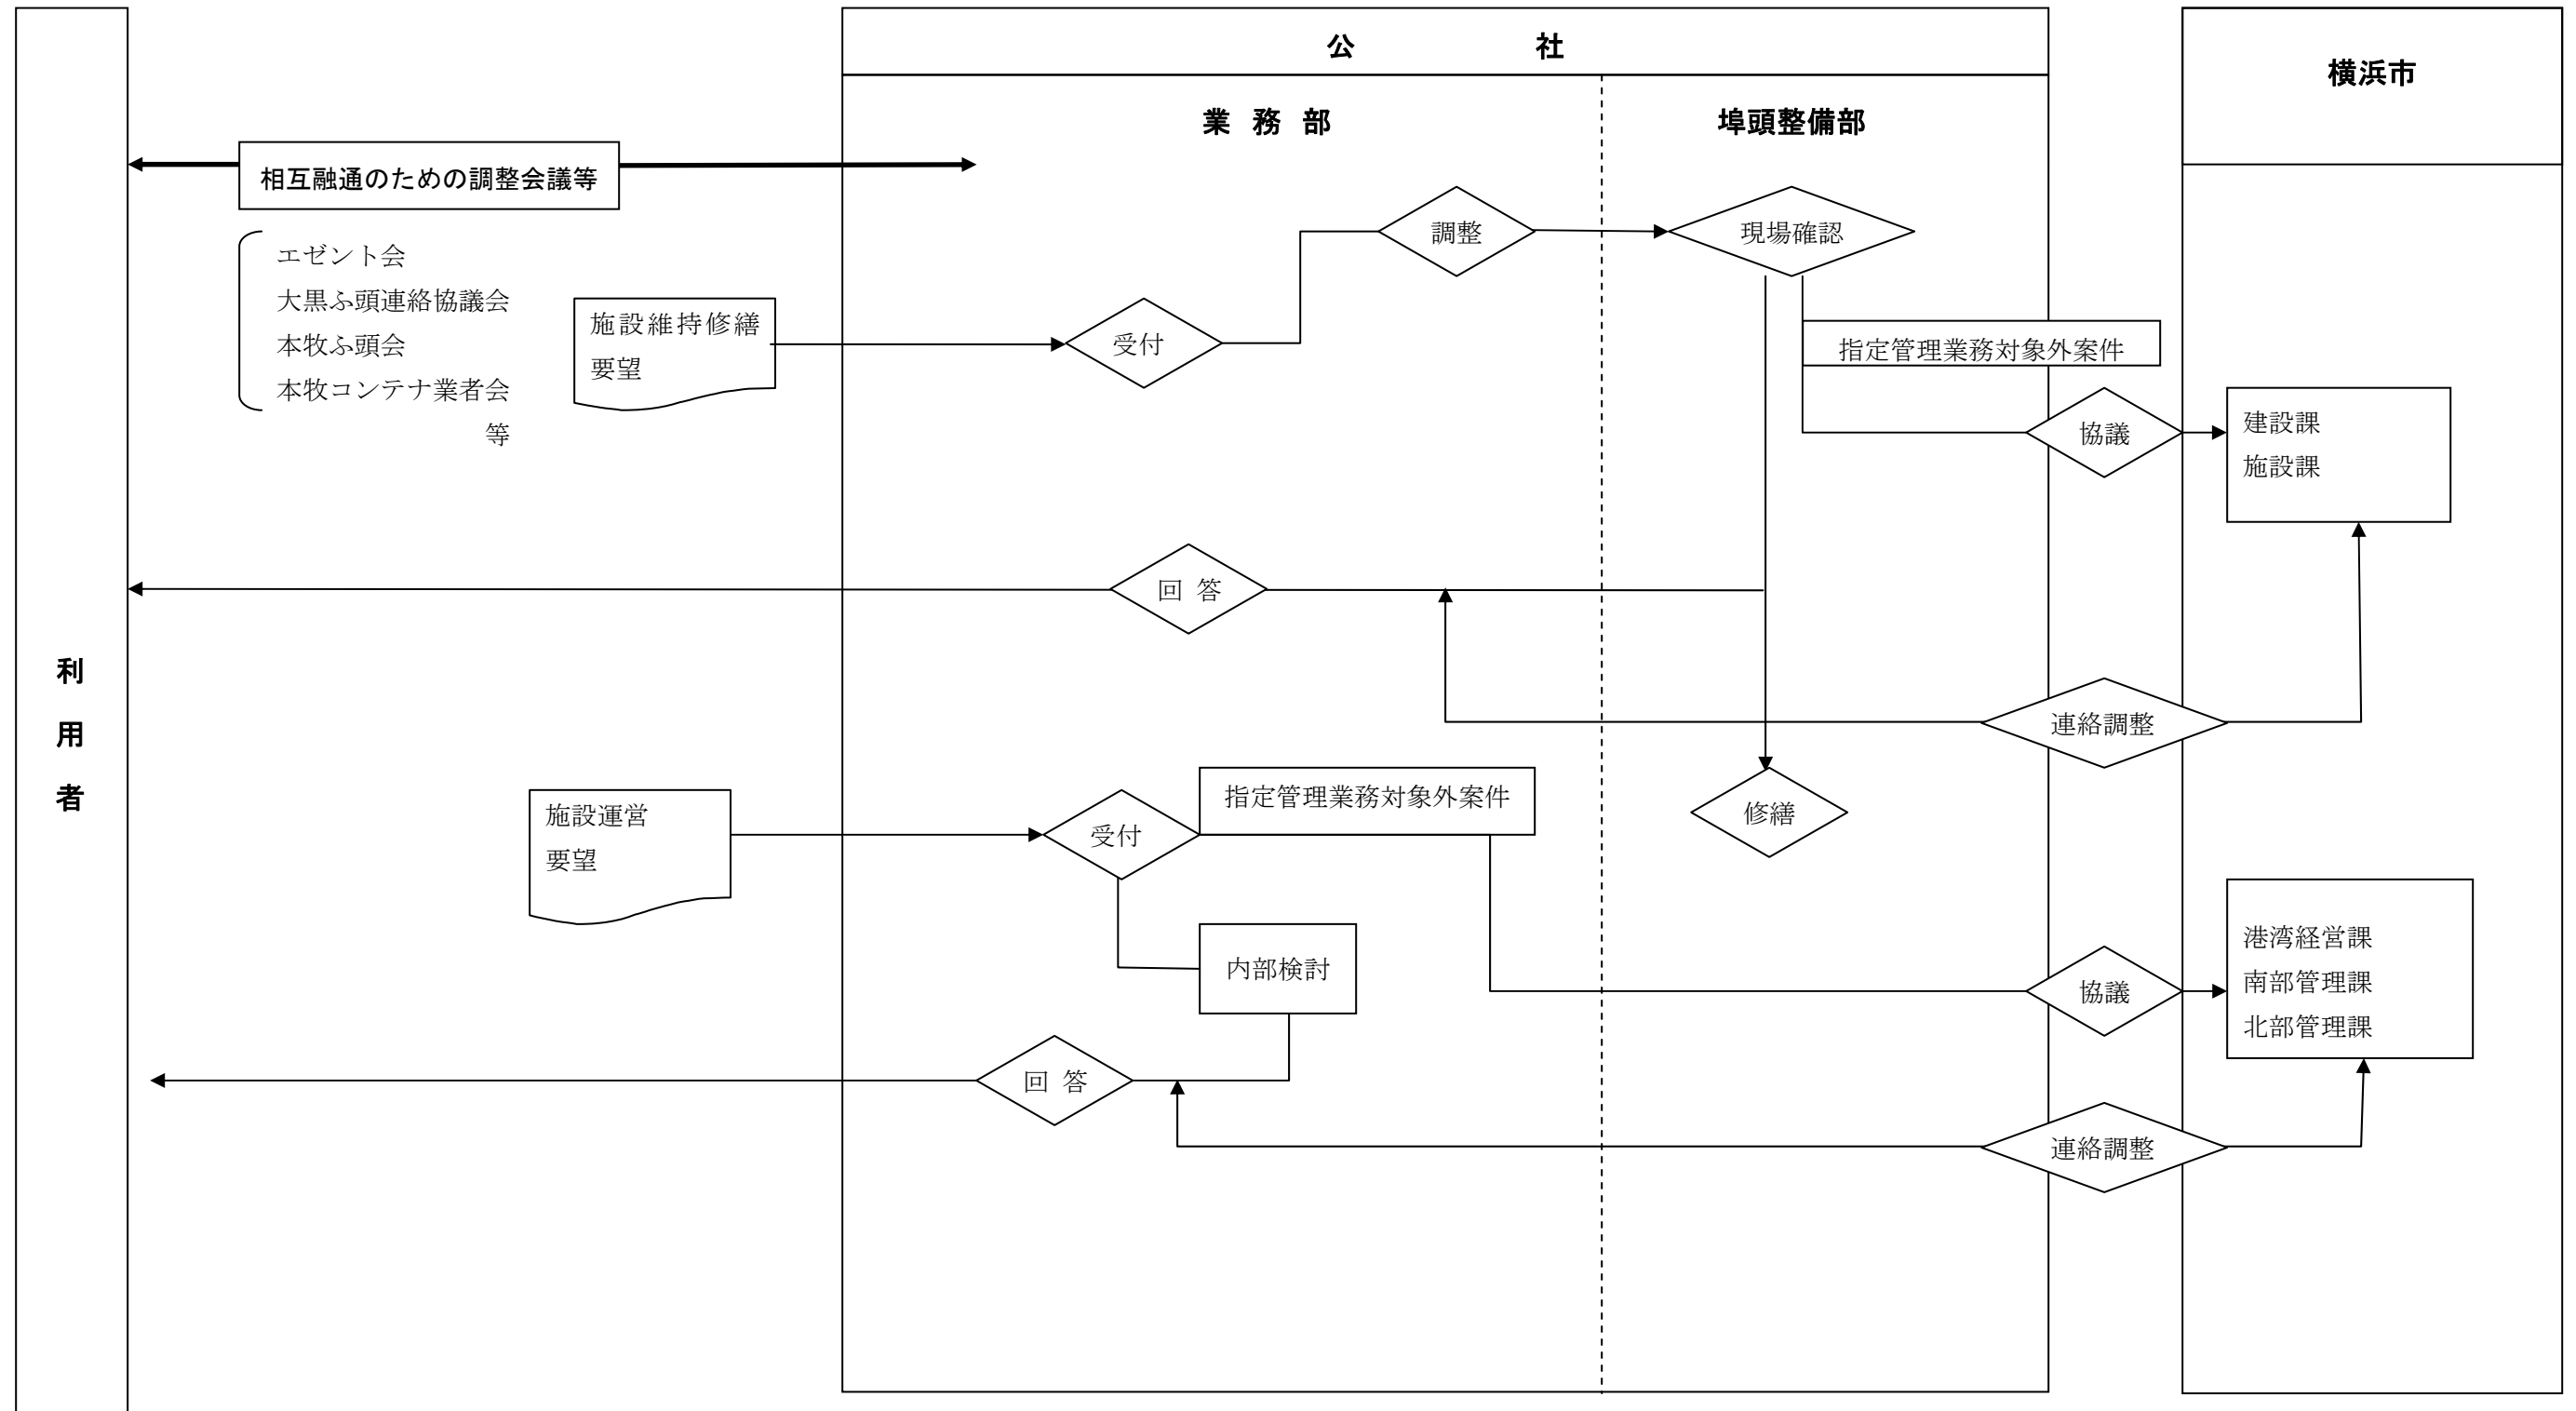 公 社
横浜市
業 務 部
埠頭整備部
相互融通のための調整会議等
調整
現場確認
エゼント会
大黒ふ頭連絡協議会
本牧ふ頭会
本牧コンテナ業者会
等
施設維持修繕
要望
受付
指定管理業務対象外案件
協議
建設課
施設課
回 答
利
用
者
連絡調整
指定管理業務対象外案件
施設運営
要望
受付
修繕
内部検討
協議
港湾経営課
南部管理課
北部管理課
回 答
連絡調整